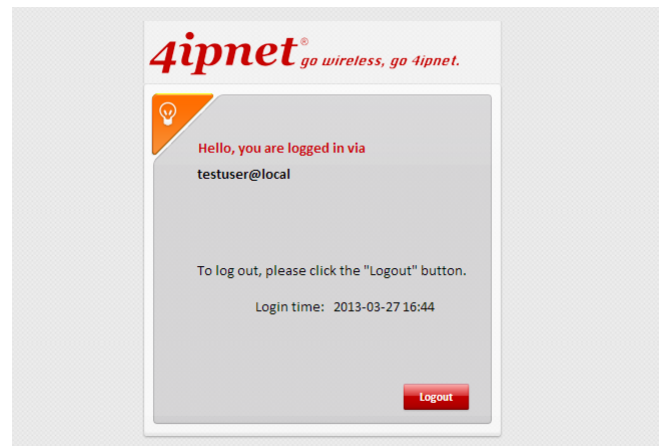 4ipnet® go wireless, go 4ipnet.
Hello, you are logged in via
testuser@local
To log out, please click the "Logout" button.
Login time: 2013-03-27 16:44
Logout